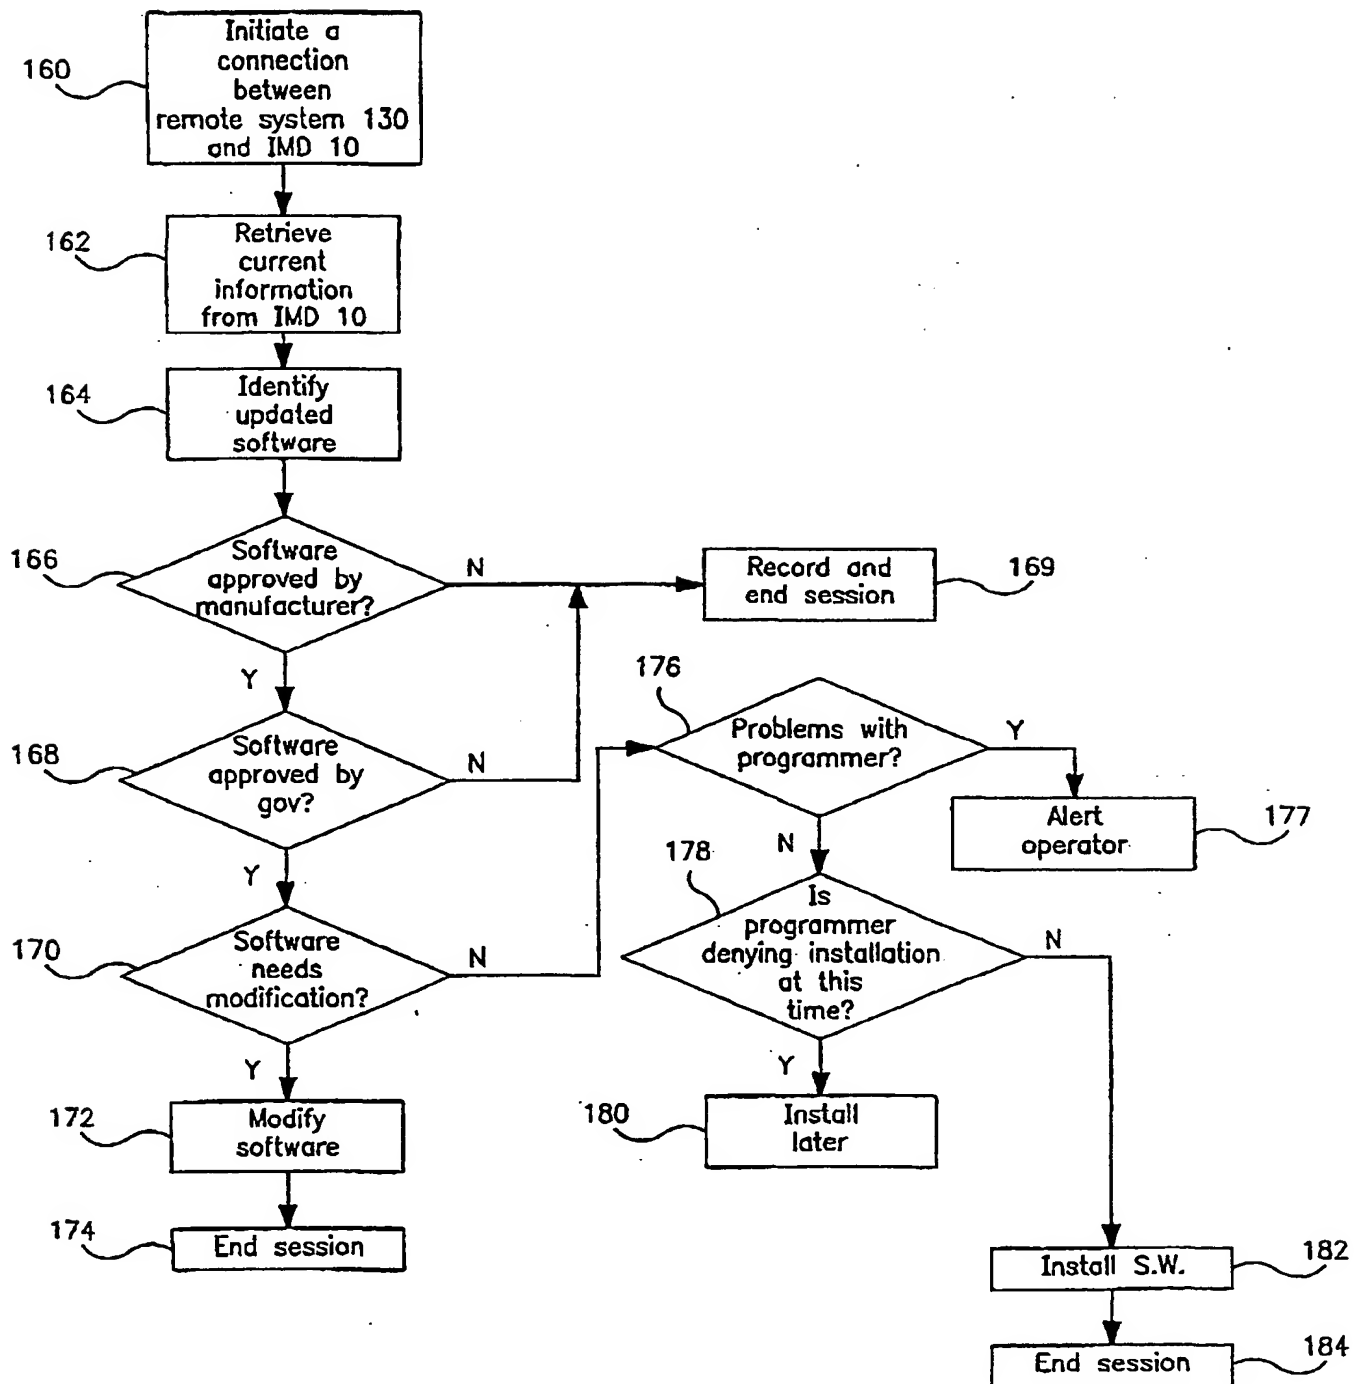 Initiate a
connection
between
remote system 130
and IMD 10
160
Retrieve
current
information
from IMD 10
162
Identify
updated
software
164
Software
approved by
manufacturer?
166
N
Record and
end session
169
Y
Software
approved by
gov?
168
N
176
Problems with
programmer?
Y
Alert
operator
177
Y
N
178
Software
needs
modification?
170
N
Is
programmer
denying installation
at this
time?
N
Y
Y
Modify
software
172
Install
later
180
End session
174
Install S.W.
182
End session
184